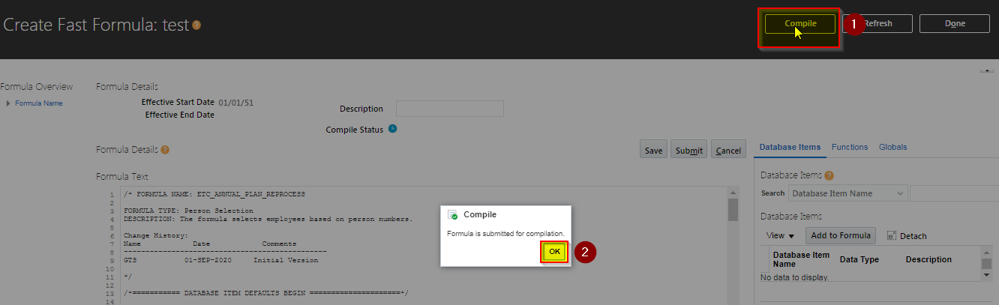 Create Fast Formula: test ?
Compile 1 Refresh Done
Formula Overview
Formula Name
Formula Details
Effective Start Date 01/01/51
Effective End Date
Description
Compile Status
Formula Details ?
Save Submit Cancel
Formula Text
1 /* FORMULA NAME: ETC_ANNUAL_PLAN_REPROCESS
2
3 FORMULA TYPE: Person Selection
4 DESCRIPTION: The formula selects employees based on person numbers.
5
6 Change History:
7 Name Date Comments
8 ---------------------------------------------
9 GTS 01-SEP-2020 Initial Version
10
11 */
12
13 /*=========== DATABASE ITEM DEFAULTS BEGIN =====================*/
14
Compile
Formula is submitted for compilation.
OK 2
Database Items Functions Globals
Database Items ?
Search Database Item Name
Database Items
View Add to Formula Detach
Database Item Name Data Type Description
No data to display.